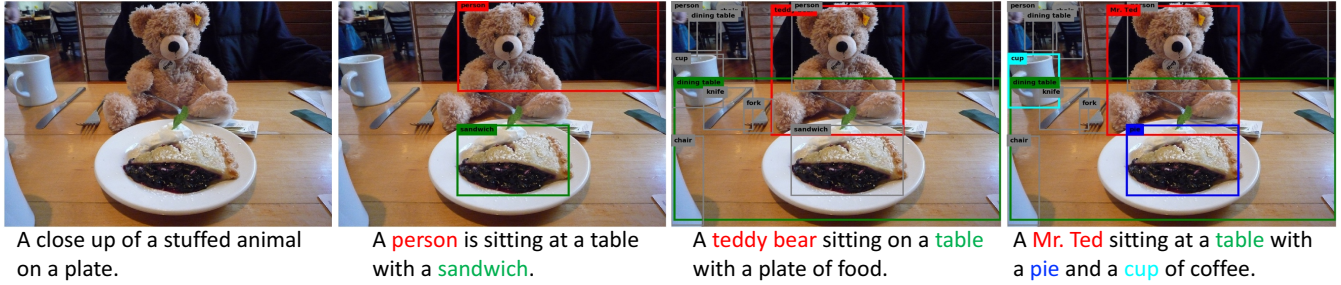 person
sandwich
person
dining table
cup
dining table
knife
fork
chair
sandwich
person
dining table
cup
dining table
knife
fork
chair
Mr. Ted
pie
A close up of a stuffed animal
on a plate.
A person is sitting at a table
with a sandwich.
A teddy bear sitting on a table
with a plate of food.
A Mr. Ted sitting at a table with
a pie and a cup of coffee.